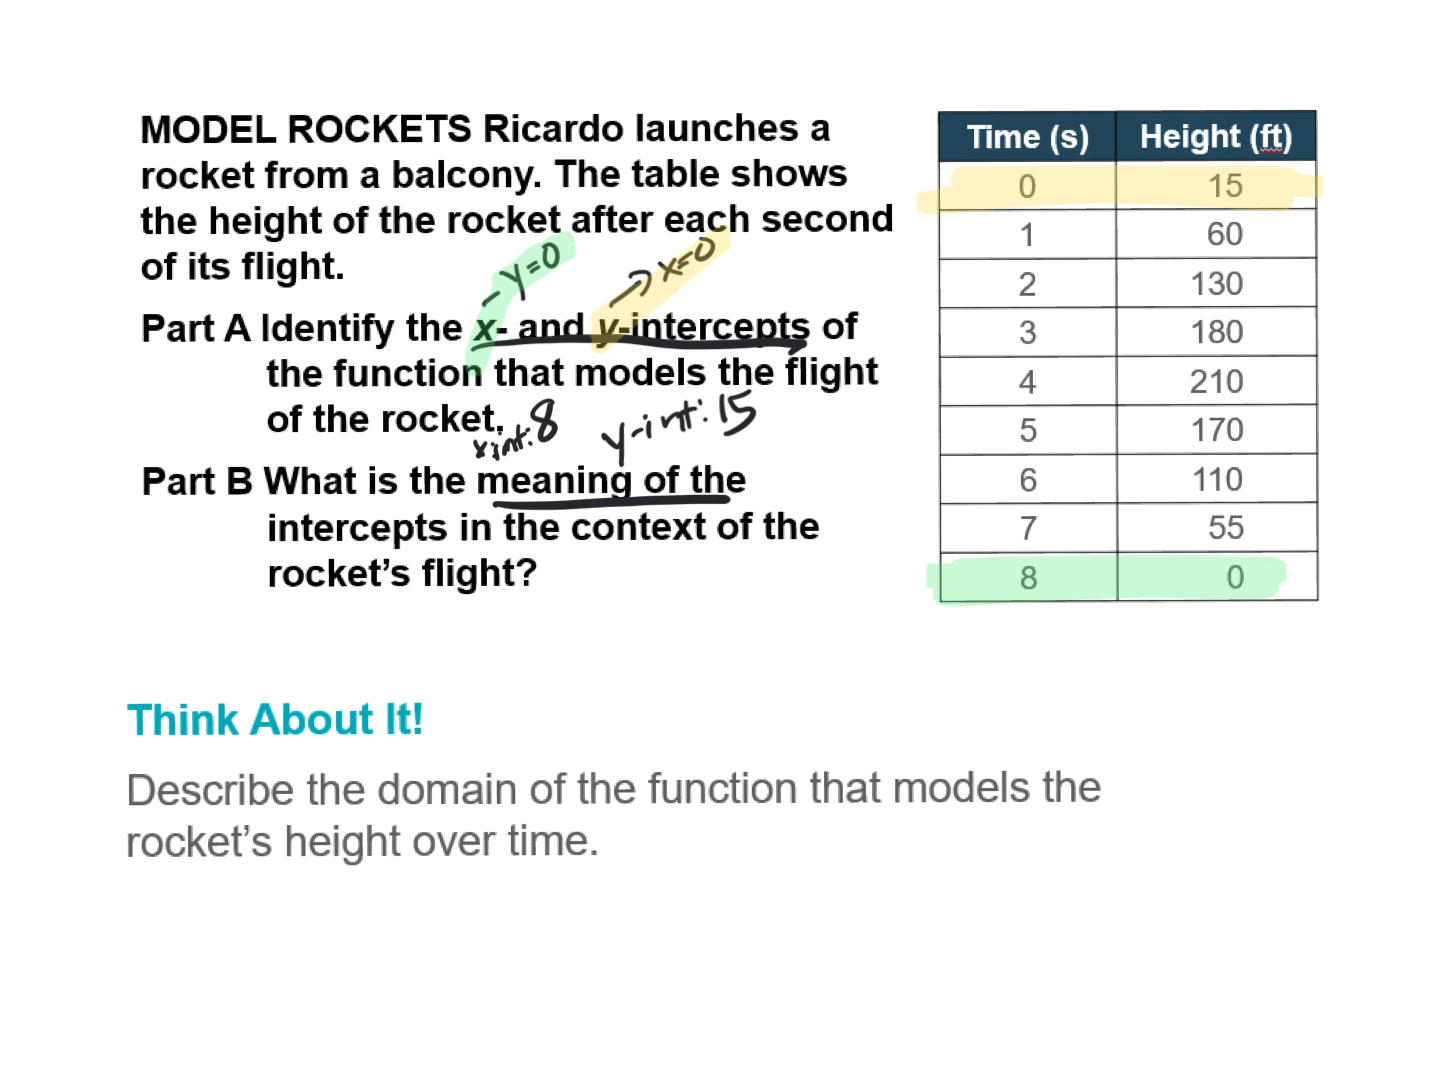 MODEL ROCKETS Ricardo launches a
rocket from a balcony. The table shows
the height of the rocket after each second
of its flight.
y=0
x=0
Part A Identify the x- and y-intercepts of
the function that models the flight
of the rocket.
x int: 8
y-int: 15
Part B What is the meaning of the
intercepts in the context of the
rocket's flight?
Time (s) Height (ft)
0 15
1 60
2 130
3 180
4 210
5 170
6 110
7 55
8 0
Think About It!
Describe the domain of the function that models the
rocket's height over time.